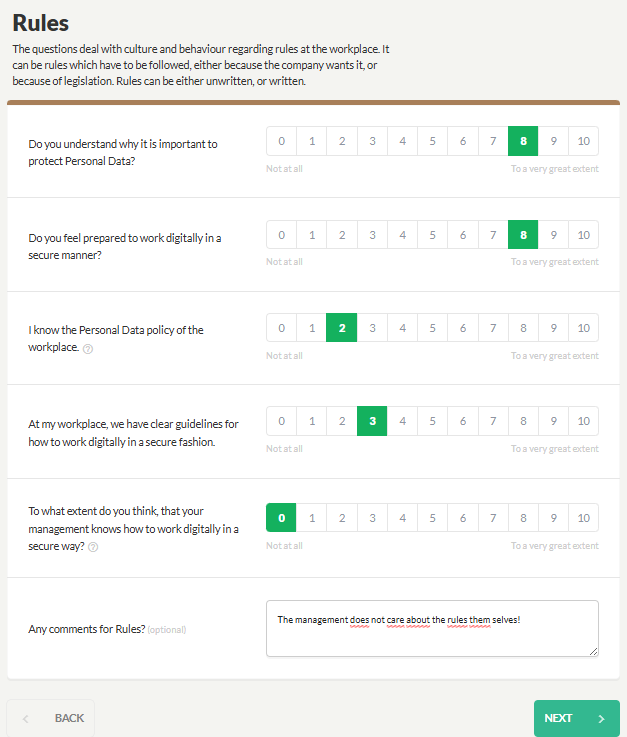 Rules
The questions deal with culture and behaviour regarding rules at the workplace. It
can be rules which have to be followed, either because the company wants it, or
because of legislation. Rules can be either unwritten, or written.
Do you understand why it is important to
protect Personal Data?
0 1 2 3 4 5 6 7 8 9 10
Not at all To a very great extent
Do you feel prepared to work digitally in a
secure manner?
0 1 2 3 4 5 6 7 8 9 10
Not at all To a very great extent
I know the Personal Data policy of the
workplace. ?
0 1 2 3 4 5 6 7 8 9 10
Not at all To a very great extent
At my workplace, we have clear guidelines for
how to work digitally in a secure fashion.
0 1 2 3 4 5 6 7 8 9 10
Not at all To a very great extent
To what extent do you think, that your
management knows how to work digitally in a
secure way? ?
0 1 2 3 4 5 6 7 8 9 10
Not at all To a very great extent
Any comments for Rules? (optional)
The management does not care about the rules them selves!
< BACK
NEXT >